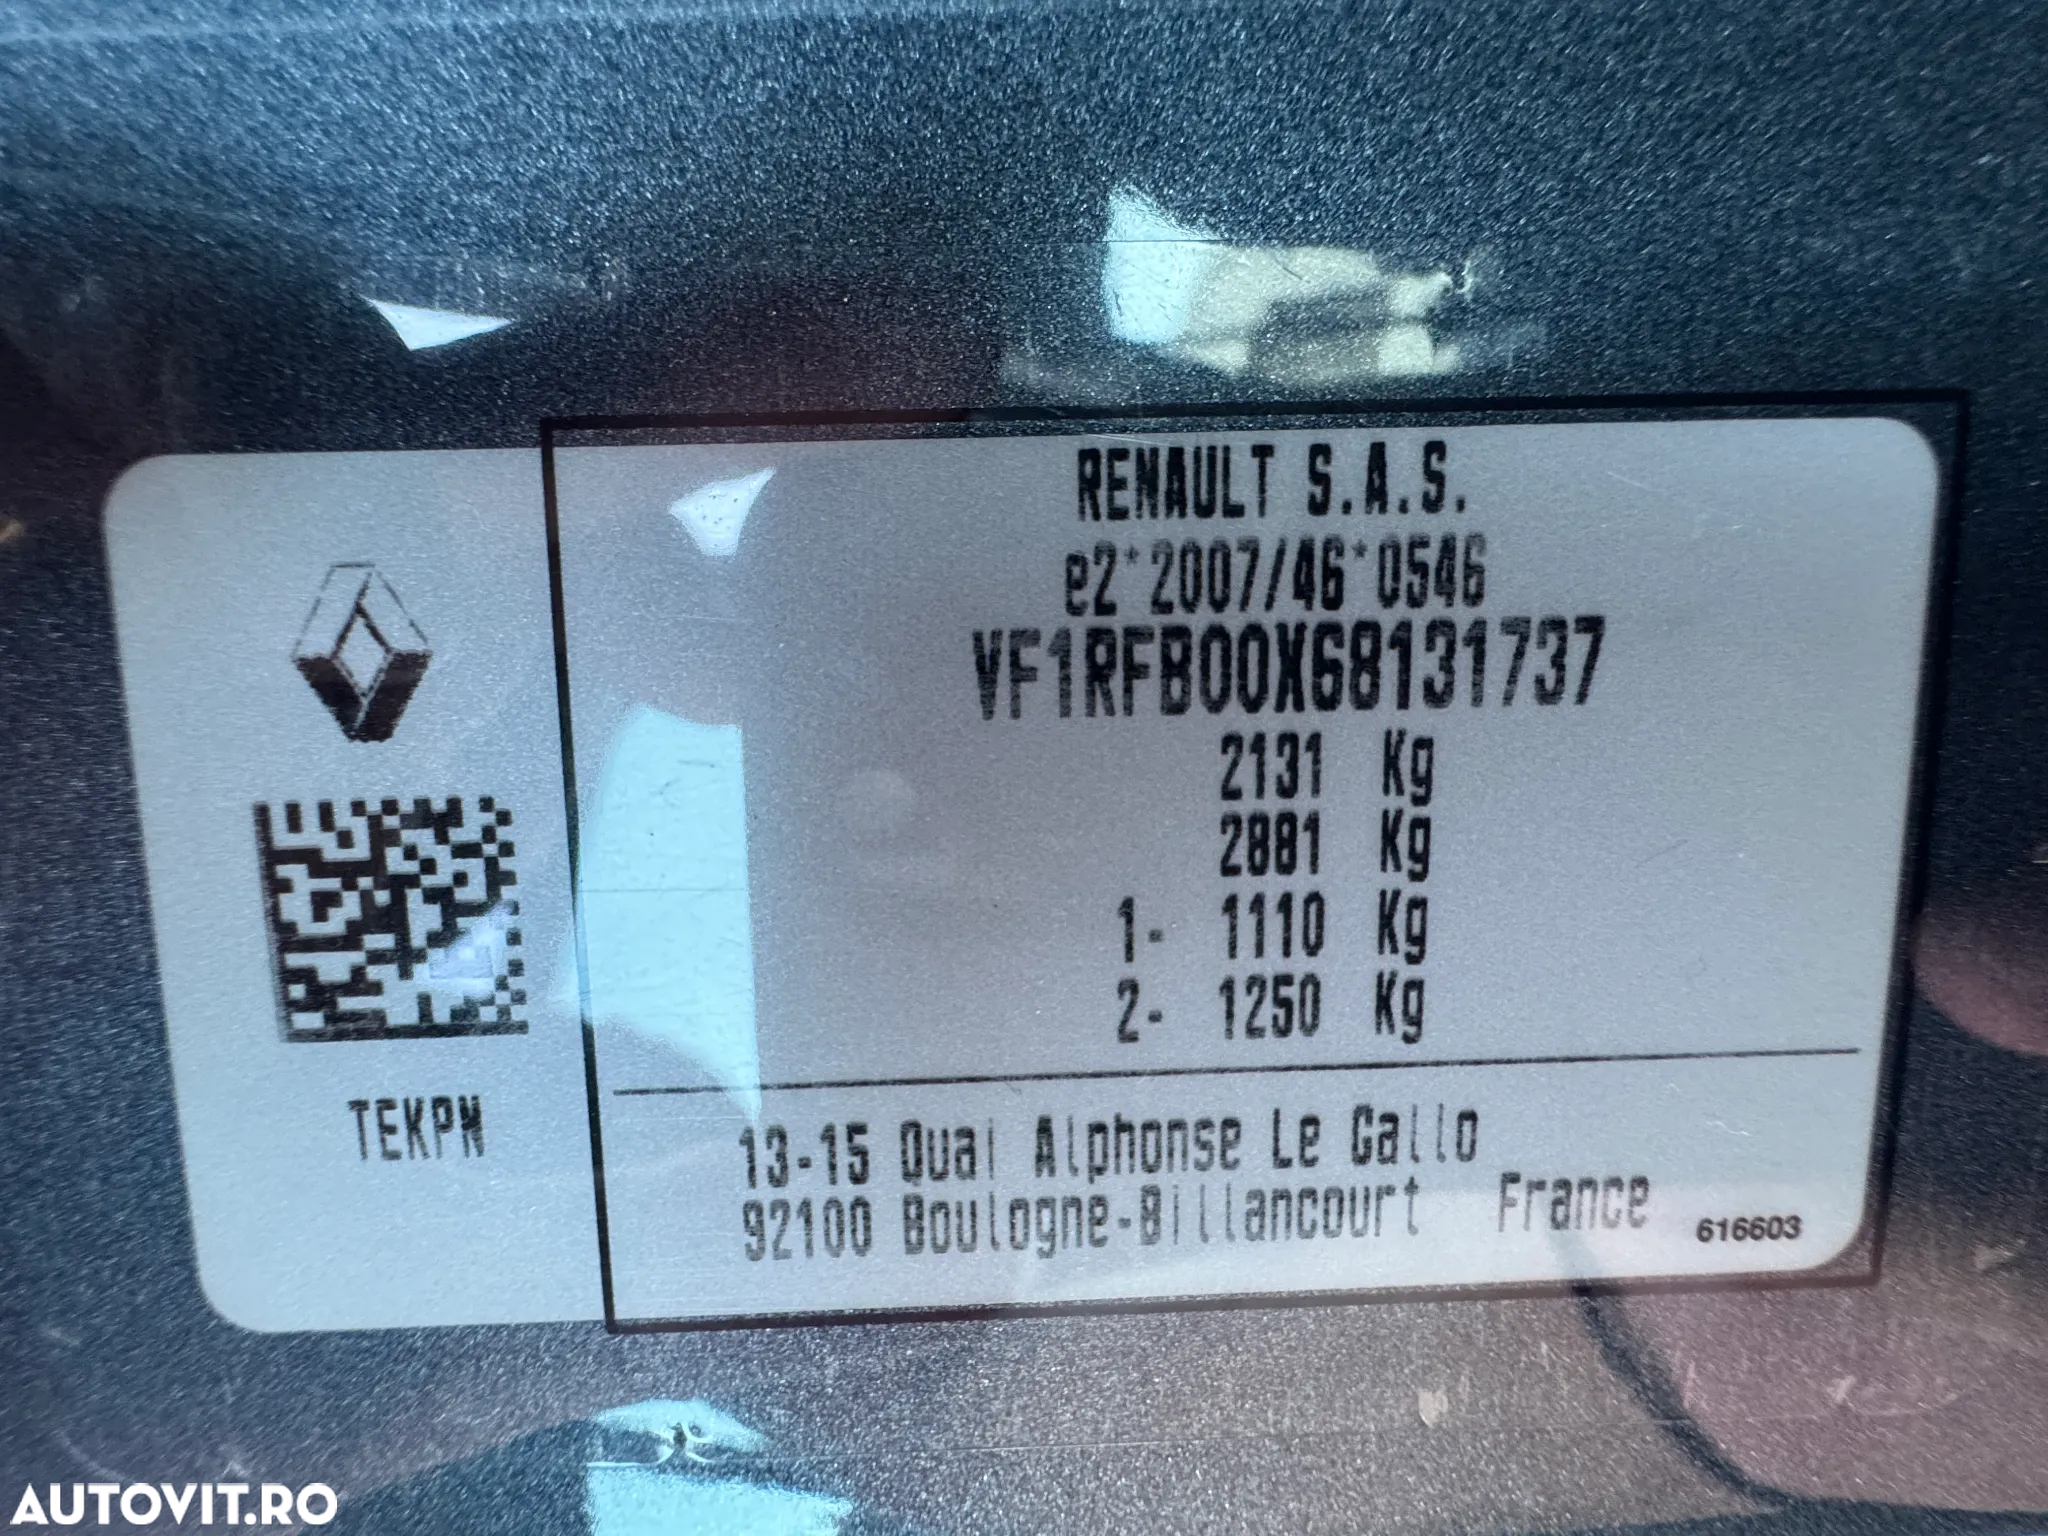 RENAULT S.A.S.
e2*2007/46*0546
VF1RFB00X68131737
2131 Kg
2881 Kg
1- 1110 Kg
2- 1250 Kg
TEKPN
13-15 Quai Alphonse Le Gallo
92100 Boulogne-Billancourt France
616603
AUTOVIT.RO